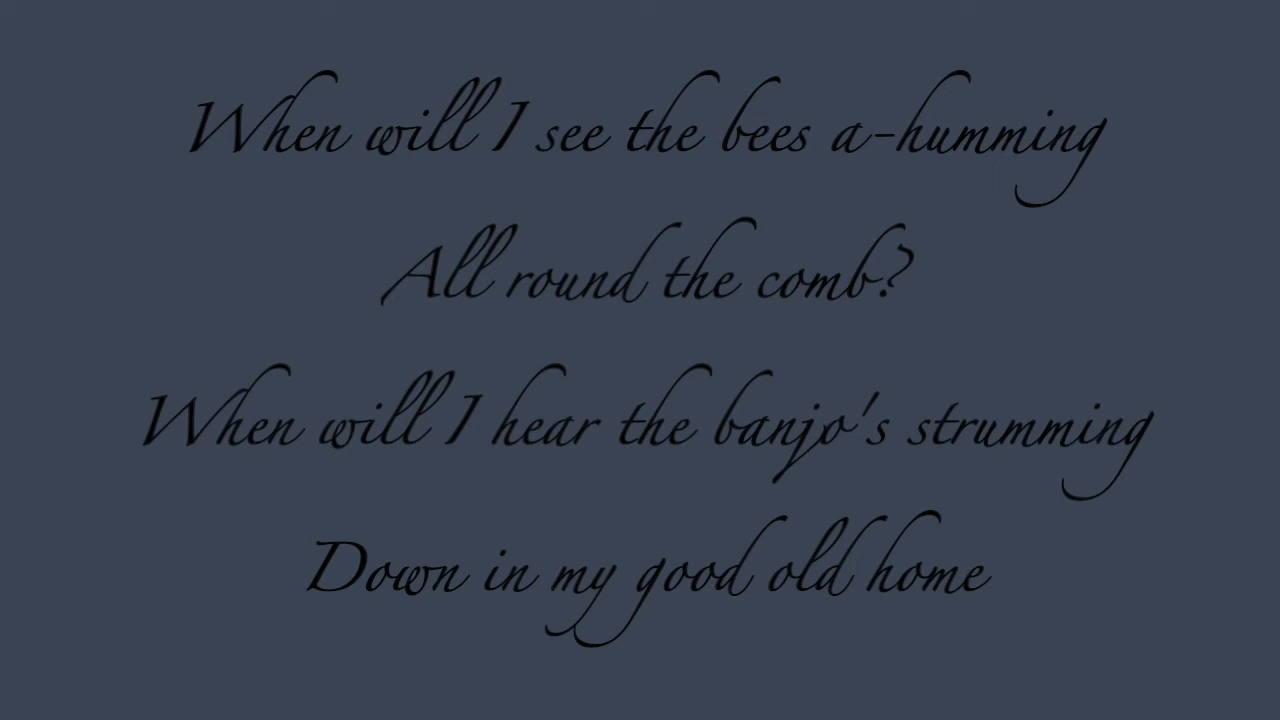 When will I see the bees a-humming
All round the comb?
When will I hear the banjo's strumming
Down in my good old home